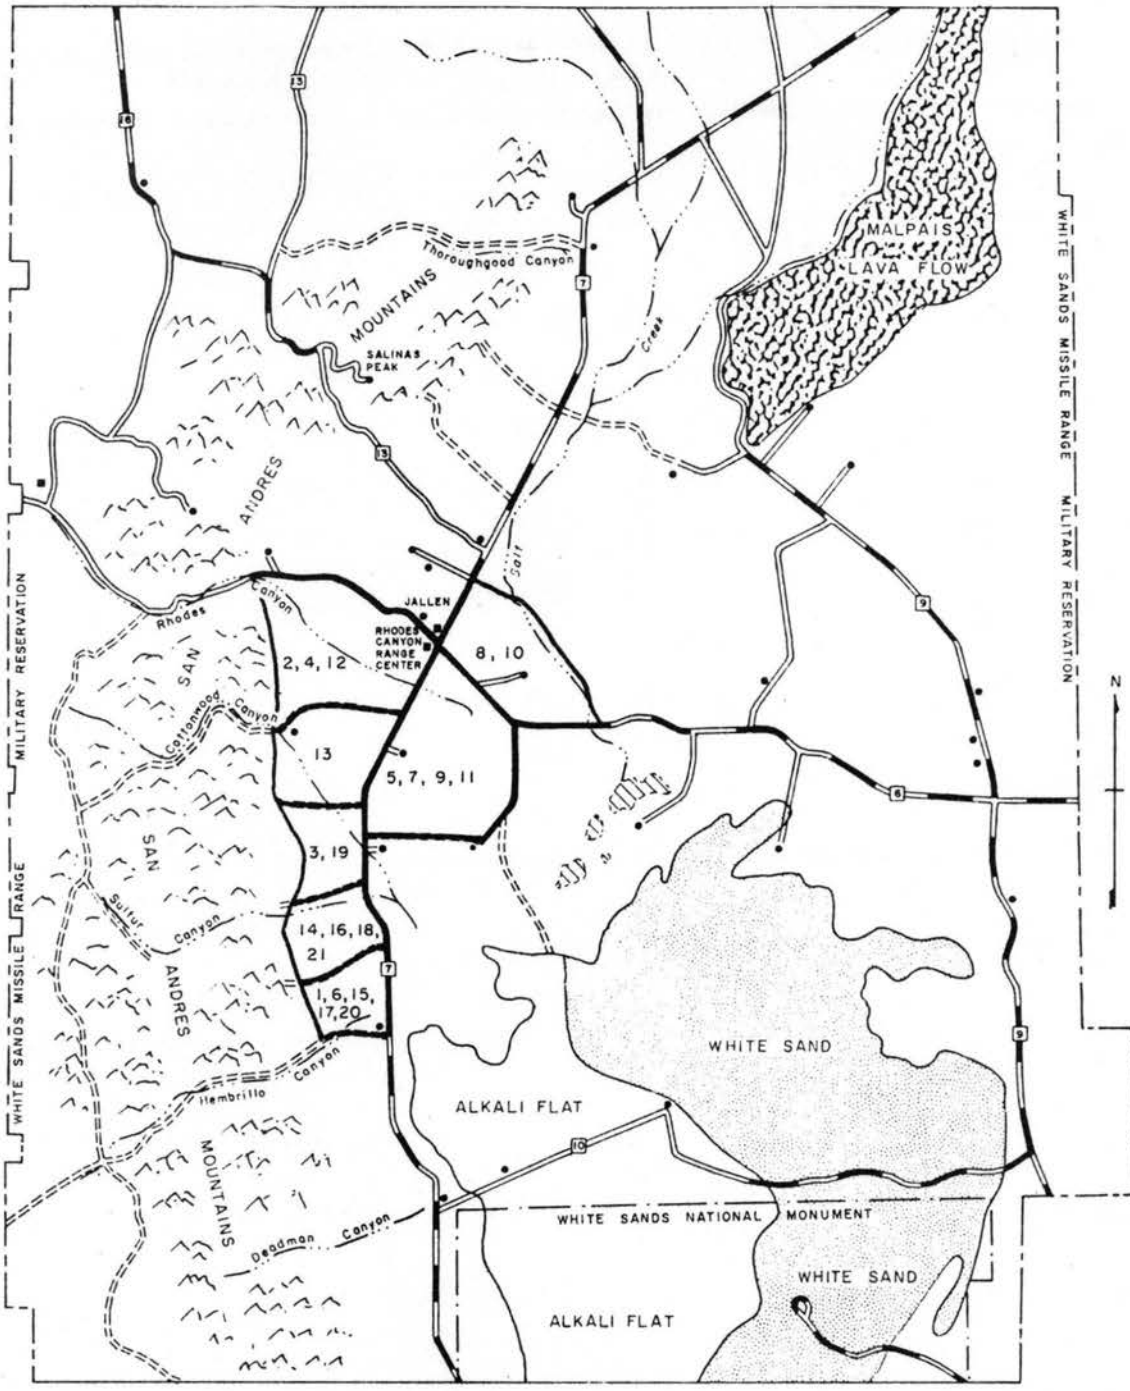 13
16
MALPAIS
LAVA FLOW
Thoroughgood Canyon
7
MOUNTAINS
Creek
SALINAS
PEAK
13
ANDRES
Salt
WHITE SANDS MISSILE RANGE MILITARY RESERVATION
WHITE SANDS MISSILE RANGE MILITARY RESERVATION
Rhodes Canyon
JALLEN
RHODES
CANYON
RANGE
CENTER
9
N
SAN
2, 4, 12
8, 10
Cottonwood Canyon
13
5, 7, 9, 11
6
SAN
3, 19
Sulfur Canyon
14, 16, 18,
21
ANDRES
7
1, 6, 15,
17, 20
9
WHITE SAND
Hembrillo Canyon
ALKALI FLAT
10
MOUNTAINS
Deadman Canyon
WHITE SANDS NATIONAL MONUMENT
WHITE SAND
ALKALI FLAT